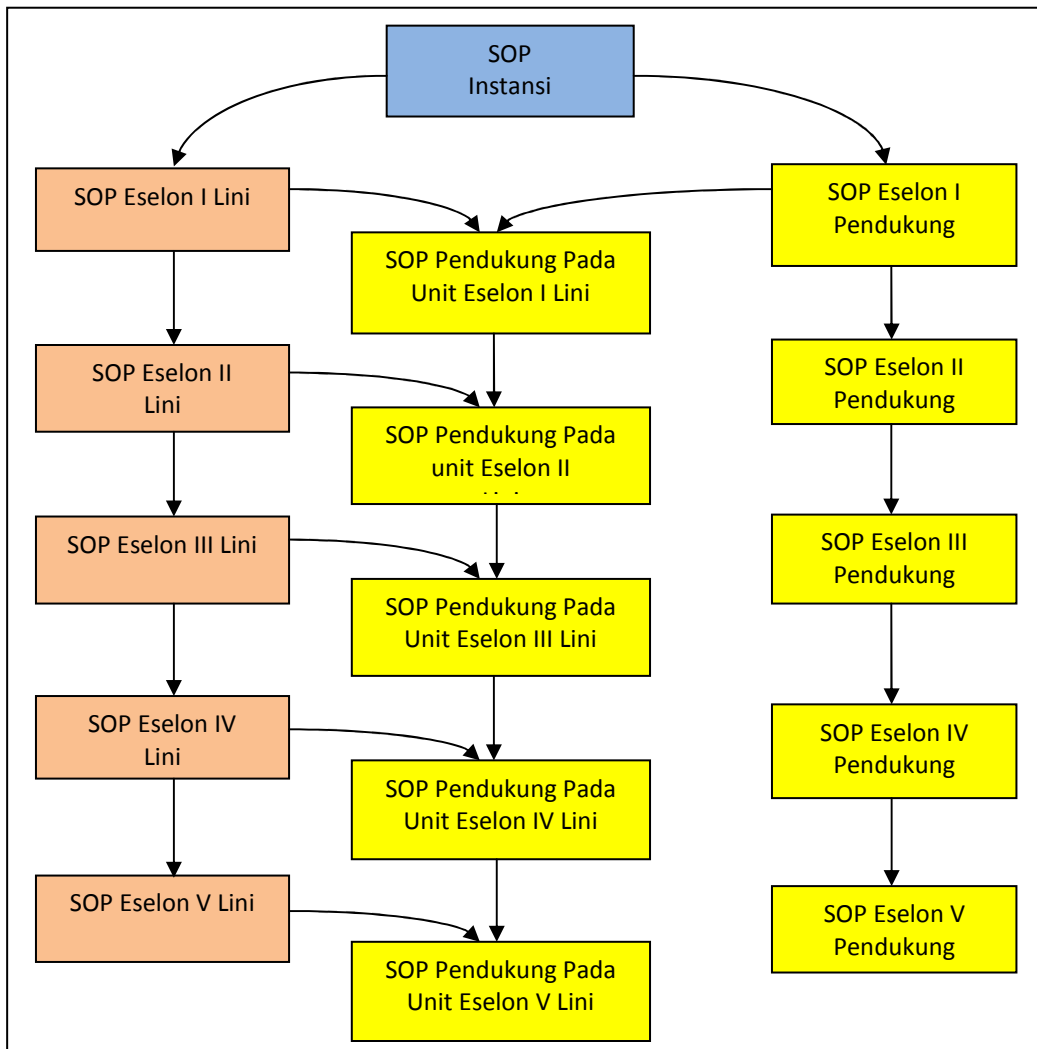 SOP
Instansi
SOP Eselon I Lini
SOP Eselon I
Pendukung
SOP Pendukung Pada
Unit Eselon I Lini
SOP Eselon II
Lini
SOP Eselon II
Pendukung
SOP Pendukung Pada
unit Eselon II
SOP Eselon III Lini
SOP Eselon III
Pendukung
SOP Pendukung Pada
Unit Eselon III Lini
SOP Eselon IV
Lini
SOP Eselon IV
Pendukung
SOP Pendukung Pada
Unit Eselon IV Lini
SOP Eselon V Lini
SOP Eselon V
Pendukung
SOP Pendukung Pada
Unit Eselon V Lini